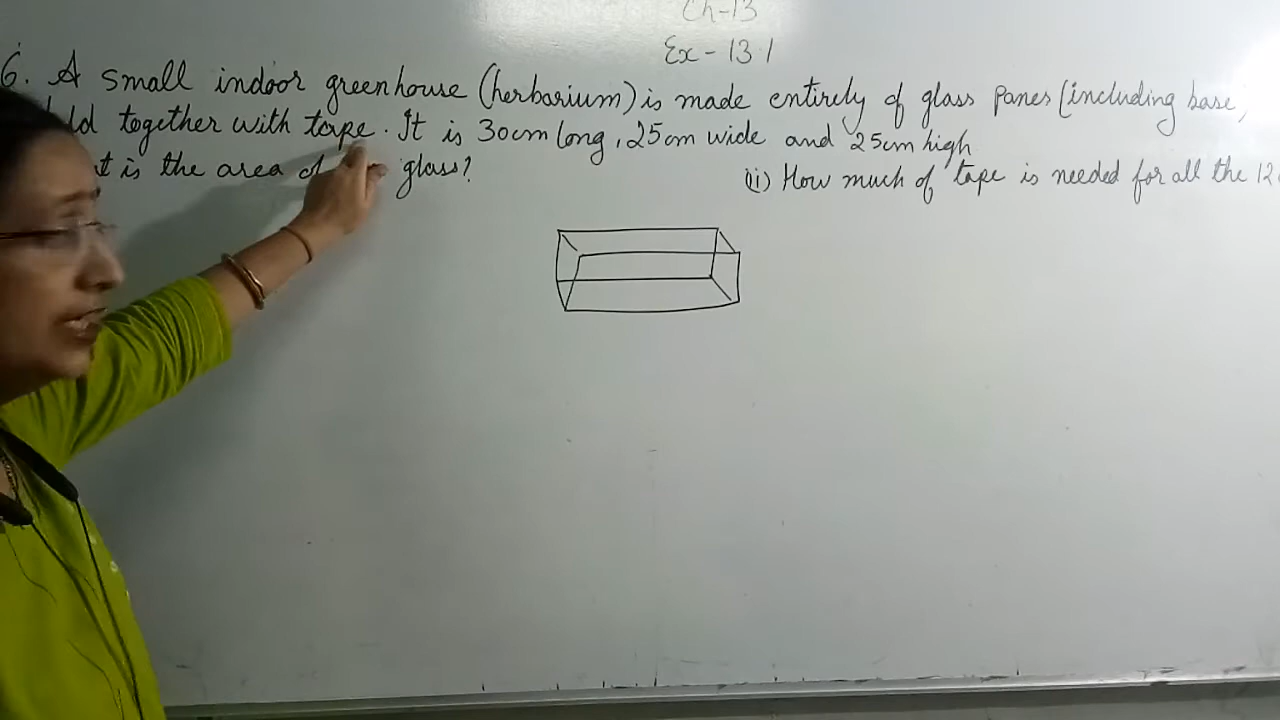 Ch-13
Ex - 13.1
6. A small indoor greenhouse (herbarium) is made entirely of glass panes (including base)
together with tape. It is 30cm long, 25cm wide and 25cm high
is the area of glass?
(ii) How much of tape is needed for all the 12